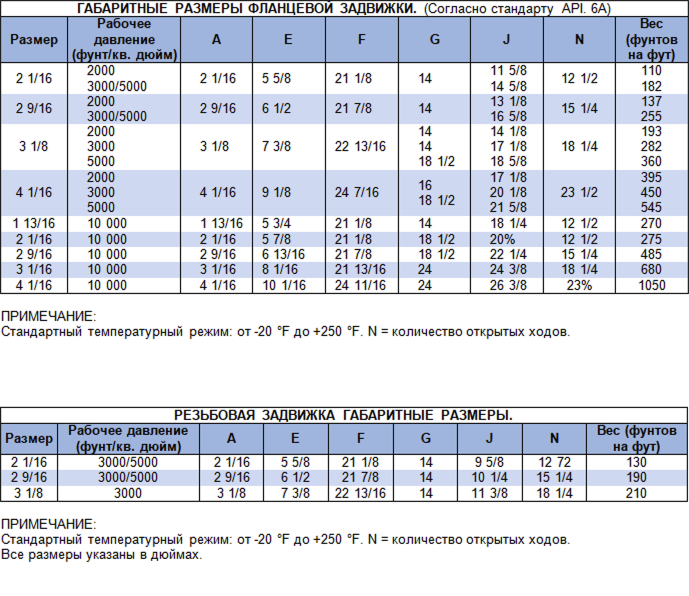 ГАБАРИТНЫЕ РАЗМЕРЫ ФЛАНЦЕВОЙ ЗАДВИЖКИ. (Согласно стандарту API. 6A)
Размер Рабочее давление (фунт/кв. дюйм) A E F G J N Вес (фунтов на фут)
2 1/16 2000 3000/5000 2 1/16 5 5/8 21 1/8 14 11 5/8 14 5/8 12 1/2 110 182
2 9/16 2000 3000/5000 2 9/16 6 1/2 21 7/8 14 13 1/8 16 5/8 15 1/4 137 255
3 1/8 2000 3000 5000 3 1/8 7 3/8 22 13/16 14 14 18 1/2 14 1/8 17 1/8 18 5/8 18 1/4 193 282 360
4 1/16 2000 3000 5000 4 1/16 9 1/8 24 7/16 16 18 1/2 17 1/8 20 1/8 21 5/8 23 1/2 395 450 545
1 13/16 10 000 1 13/16 5 3/4 21 1/8 14 18 1/4 12 1/2 270
2 1/16 10 000 2 1/16 5 7/8 21 1/8 18 1/2 20% 12 1/2 275
2 9/16 10 000 2 9/16 6 13/16 21 7/8 18 1/2 22 1/4 15 1/4 485
3 1/16 10 000 3 1/16 8 1/16 21 13/16 24 24 3/8 18 1/4 680
4 1/16 10 000 4 1/16 10 1/16 24 11/16 24 26 3/8 23% 1050
ПРИМЕЧАНИЕ:
Стандартный температурный режим: от -20 °F до +250 °F. N = количество открытых ходов.
РЕЗЬБОВАЯ ЗАДВИЖКА ГАБАРИТНЫЕ РАЗМЕРЫ.
Размер Рабочее давление (фунт/кв. дюйм) A E F G J N Вес (фунтов на фут)
2 1/16 3000/5000 2 1/16 5 5/8 21 1/8 14 9 5/8 12 72 130
2 9/16 3000/5000 2 9/16 6 1/2 21 7/8 14 10 1/4 15 1/4 190
3 1/8 3000 3 1/8 7 3/8 22 13/16 14 11 3/8 18 1/4 210
ПРИМЕЧАНИЕ:
Стандартный температурный режим: от -20 °F до +250 °F. N = количество открытых ходов.
Все размеры указаны в дюймах.